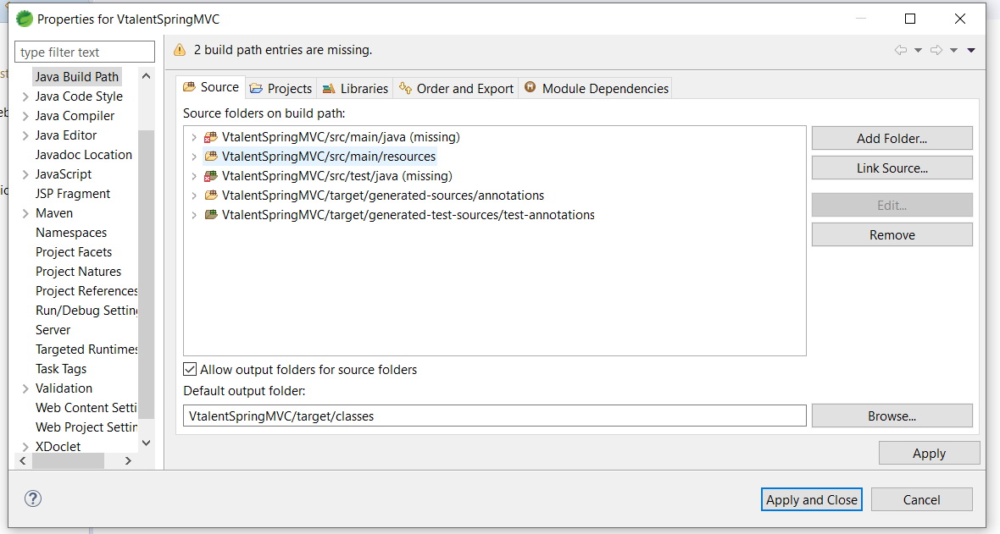 Properties for VtalentSpringMVC
type filter text
2 build path entries are missing.
Java Build Path
Java Code Style
Java Compiler
Java Editor
Javadoc Location
JavaScript
JSP Fragment
Maven
Namespaces
Project Facets
Project Natures
Project References
Run/Debug Settin
Server
Targeted Runtimes
Task Tags
Validation
Web Content Setti
Web Project Settin
XDoclet
Source Projects Libraries Order and Export Module Dependencies
Source folders on build path:
VtalentSpringMVC/src/main/java (missing)
VtalentSpringMVC/src/main/resources
VtalentSpringMVC/src/test/java (missing)
VtalentSpringMVC/target/generated-sources/annotations
VtalentSpringMVC/target/generated-test-sources/test-annotations
Add Folder...
Link Source...
Edit...
Remove
Allow output folders for source folders
Default output folder:
VtalentSpringMVC/target/classes
Browse...
Apply
?
Apply and Close
Cancel